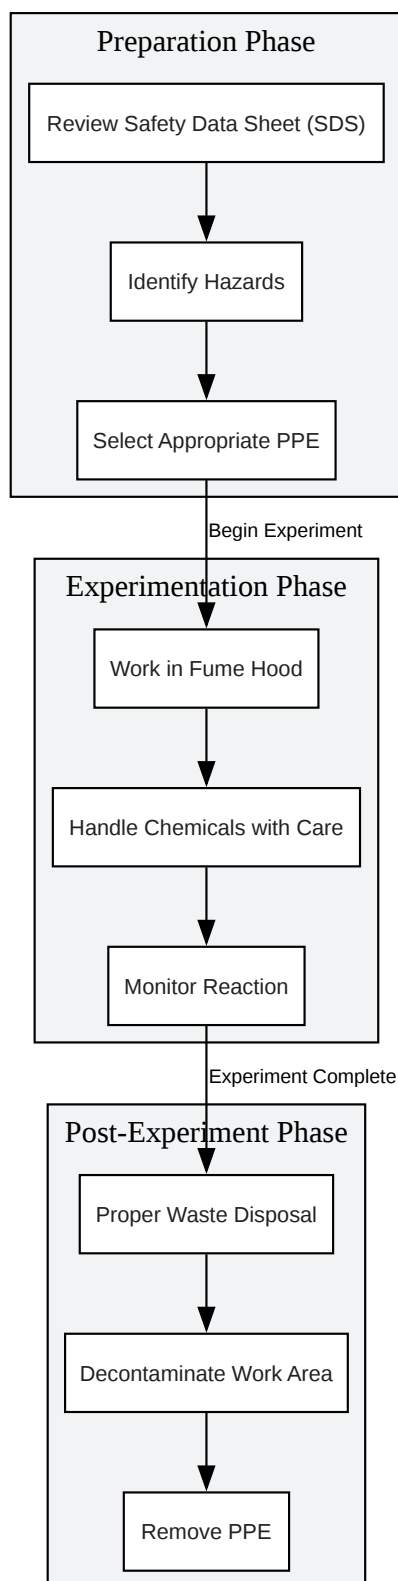 Preparation Phase
Review Safety Data Sheet (SDS)
Identify Hazards
Select Appropriate PPE
Begin Experiment
Experimentation Phase
Work in Fume Hood
Handle Chemicals with Care
Monitor Reaction
Experiment Complete
Post-Experiment Phase
Proper Waste Disposal
Decontaminate Work Area
Remove PPE